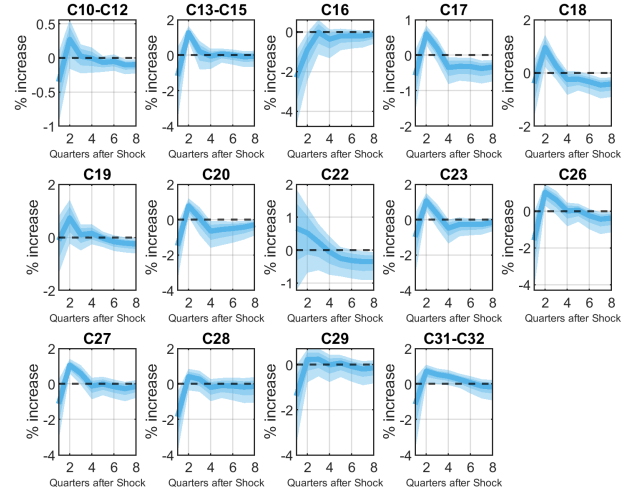 C10-C12 C13-C15 C16 C17 C18
0.5 2 0 1 2
0 0 -2 0 0
-0.5 -2 -4 -1 -2
-1 -4 -2
% increase % increase % increase % increase % increase
2 4 6 8 2 4 6 8 2 4 6 8 2 4 6 8 2 4 6 8
Quarters after Shock Quarters after Shock Quarters after Shock Quarters after Shock Quarters after Shock
C19 C20 C22 C23 C26
2 2 2 2 2
0 0 1 0 0
-2 -2 0 -2 -2
-4 -1 -4 -4
% increase % increase % increase % increase % increase
2 4 6 8 2 4 6 8 2 4 6 8 2 4 6 8 2 4 6 8
Quarters after Shock Quarters after Shock Quarters after Shock Quarters after Shock Quarters after Shock
C27 C28 C29 C31-C32
2 2 0 2
0 0 -2 0
-2 -2 -4 -2
-4 -4 -4
% increase % increase % increase % increase
2 4 6 8 2 4 6 8 2 4 6 8 2 4 6 8
Quarters after Shock Quarters after Shock Quarters after Shock Quarters after Shock